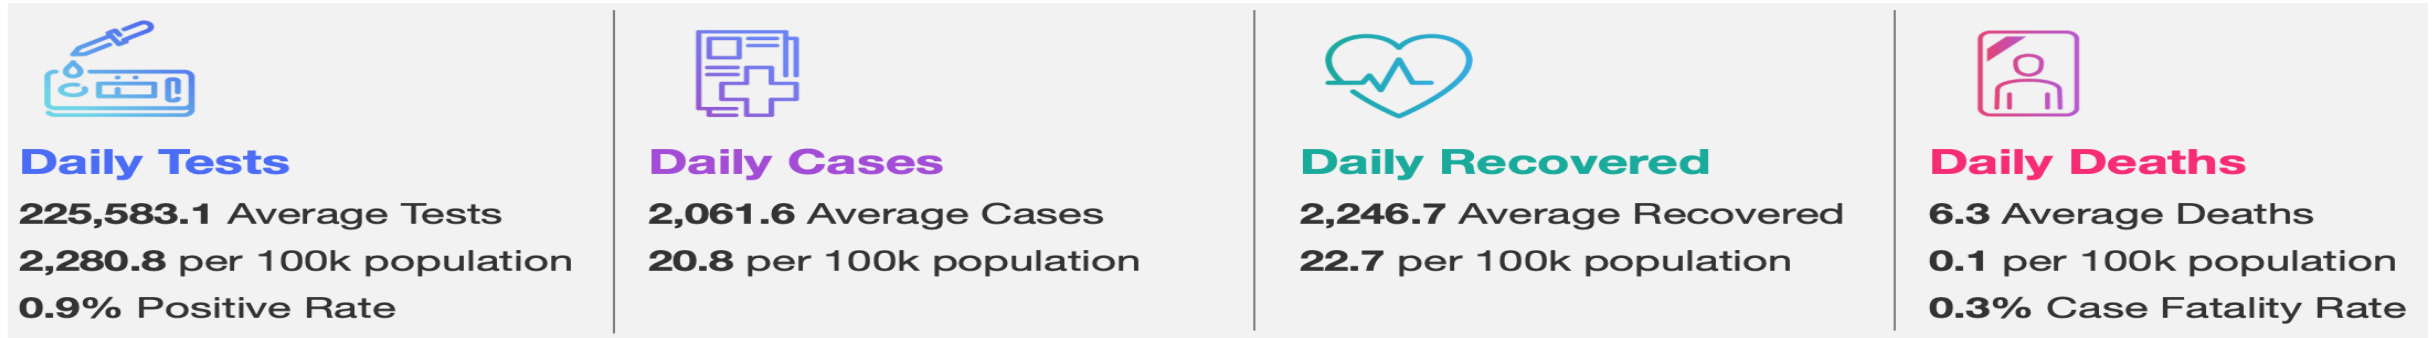 Daily Tests
225,583.1 Average Tests
2,280.8 per 100k population
0.9% Positive Rate
Daily Cases
2,061.6 Average Cases
20.8 per 100k population
Daily Recovered
2,246.7 Average Recovered
22.7 per 100k population
Daily Deaths
6.3 Average Deaths
0.1 per 100k population
0.3% Case Fatality Rate